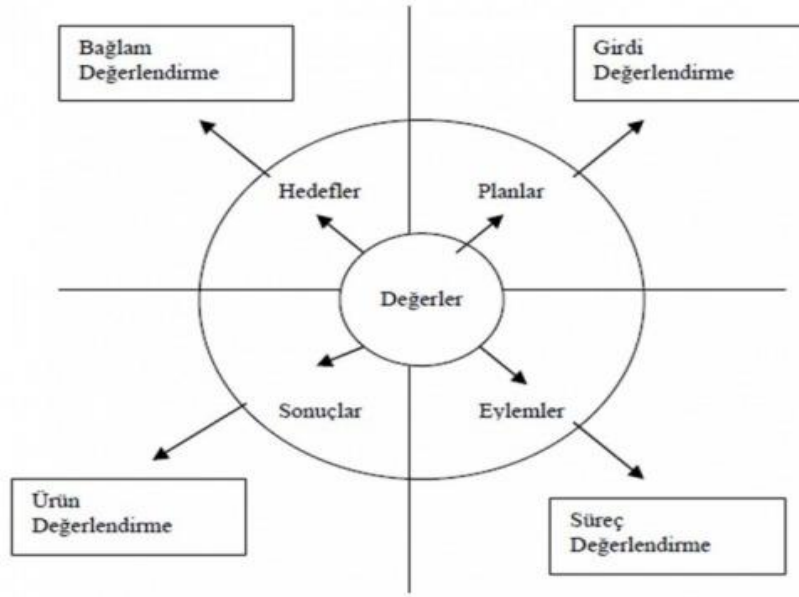 Bağlam
Değerlendirme
Girdi
Değerlendirme
Hedefler
Planlar
Değerler
Sonuçlar
Eylemler
Ürün
Değerlendirme
Süreç
Değerlendirme